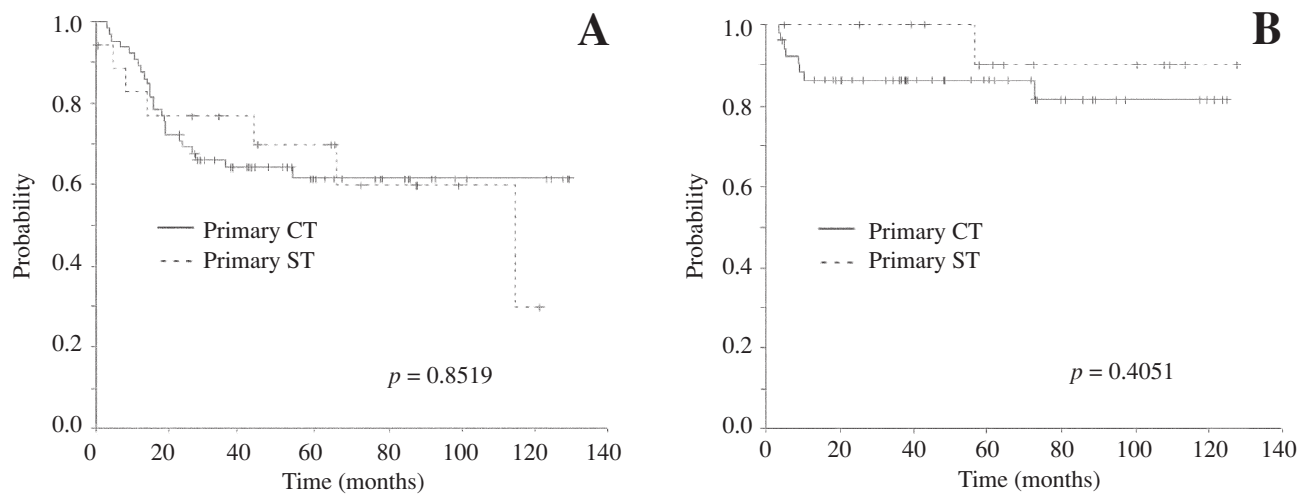 A
1.0
0.8
0.6
0.4
0.2
0.0
Probability
Primary CT
Primary ST
p = 0.8519
0 20 40 60 80 100 120 140
Time (months)
B
1.0
0.8
0.6
0.4
0.2
0.0
Probability
Primary CT
Primary ST
p = 0.4051
0 20 40 60 80 100 120 140
Time (months)